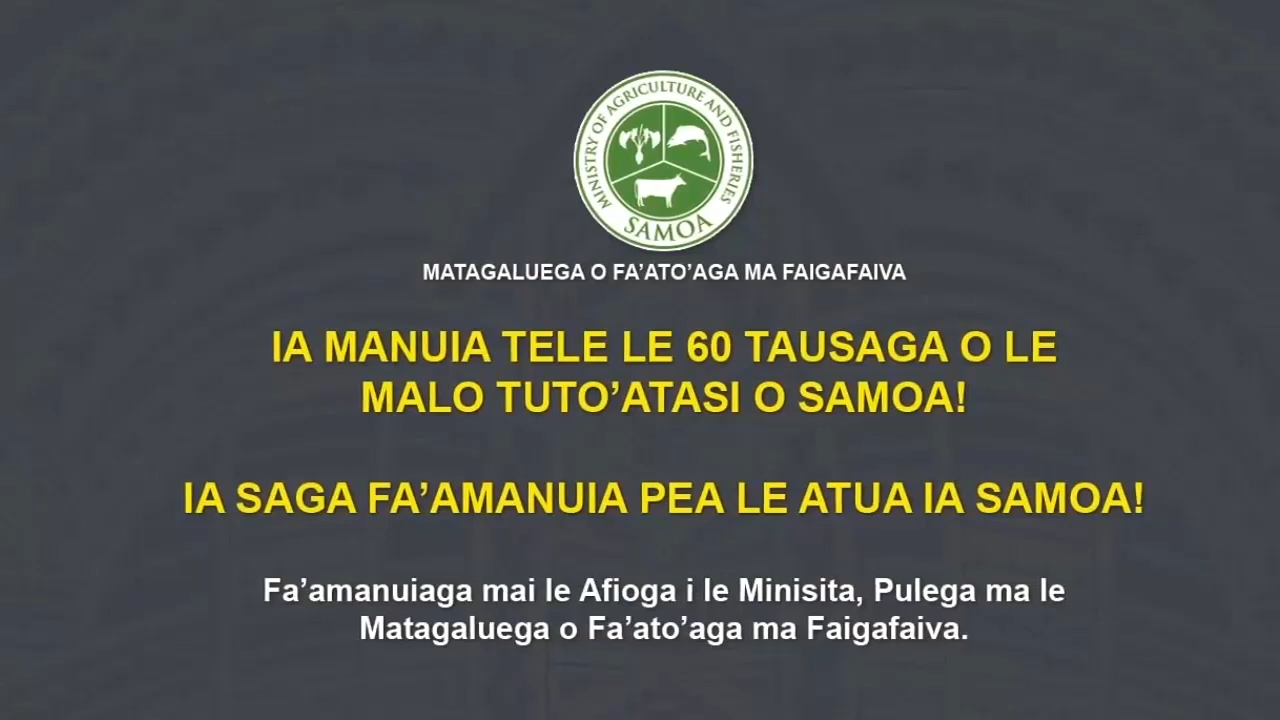 MINISTRY OF AGRICULTURE AND FISHERIES
SAMOA
MATAGALUEGA O FA’ATO’AGA MA FAIGAFAIVA
IA MANUIA TELE LE 60 TAUSAGA O LE
MALO TUTO’ATASI O SAMOA!
IA SAGA FA’AMANUIA PEA LE ATUA IA SAMOA!
Fa’amanuiaga mai le Afioga i le Minisita, Pulega ma le
Matagaluega o Fa’ato’aga ma Faigafaiva.